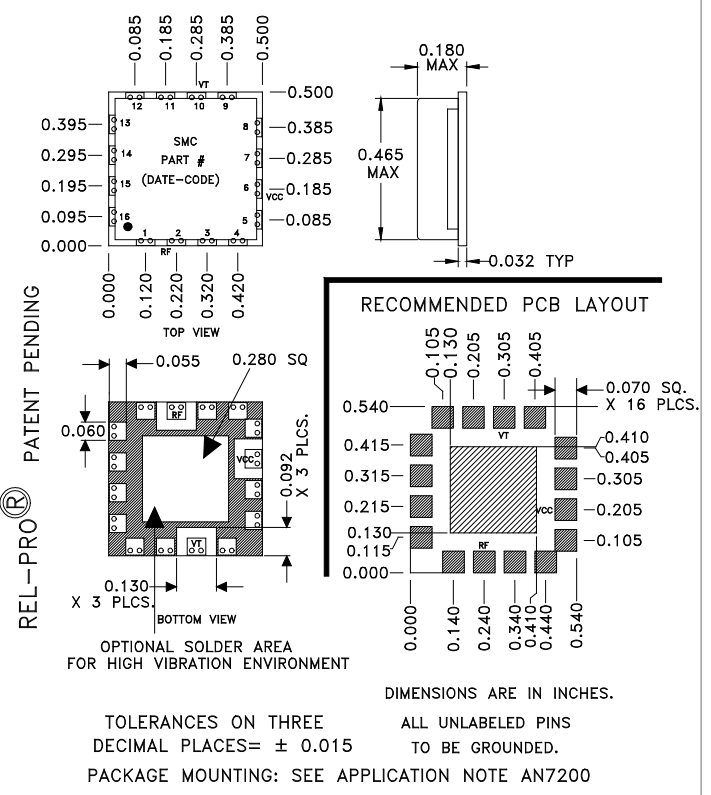 0.085
0.185
0.285
0.385
0.500
VT
12
11
10
9
0.500
0.395
13
SMC
8
0.385
0.295
14
PART #
7
0.285
0.195
15
(DATE-CODE)
6
VCC
0.185
0.095
16
5
0.085
0.000
1
2
3
4
RF
0.000
0.120
0.220
0.320
0.420
TOP VIEW
0.180
MAX
0.465
MAX
0.032 TYP
REL-PRO® PATENT PENDING
0.055
0.280 SQ
RF
0.060
VCC
0.092
X 3 PLCS.
VT
0.130
X 3 PLCS.
BOTTOM VIEW
OPTIONAL SOLDER AREA
FOR HIGH VIBRATION ENVIRONMENT
RECOMMENDED PCB LAYOUT
0.105
0.130
0.205
0.305
0.405
0.070 SQ.
X 16 PLCS.
0.540
VT
0.410
0.415
0.405
0.315
0.305
0.215
VCC
0.205
0.130
0.115
RF
0.105
0.000
0.000
0.140
0.240
0.340
0.410
0.440
0.540
DIMENSIONS ARE IN INCHES.
TOLERANCES ON THREE
DECIMAL PLACES= ± 0.015
ALL UNLABELED PINS
TO BE GROUNDED.
PACKAGE MOUNTING: SEE APPLICATION NOTE AN7200